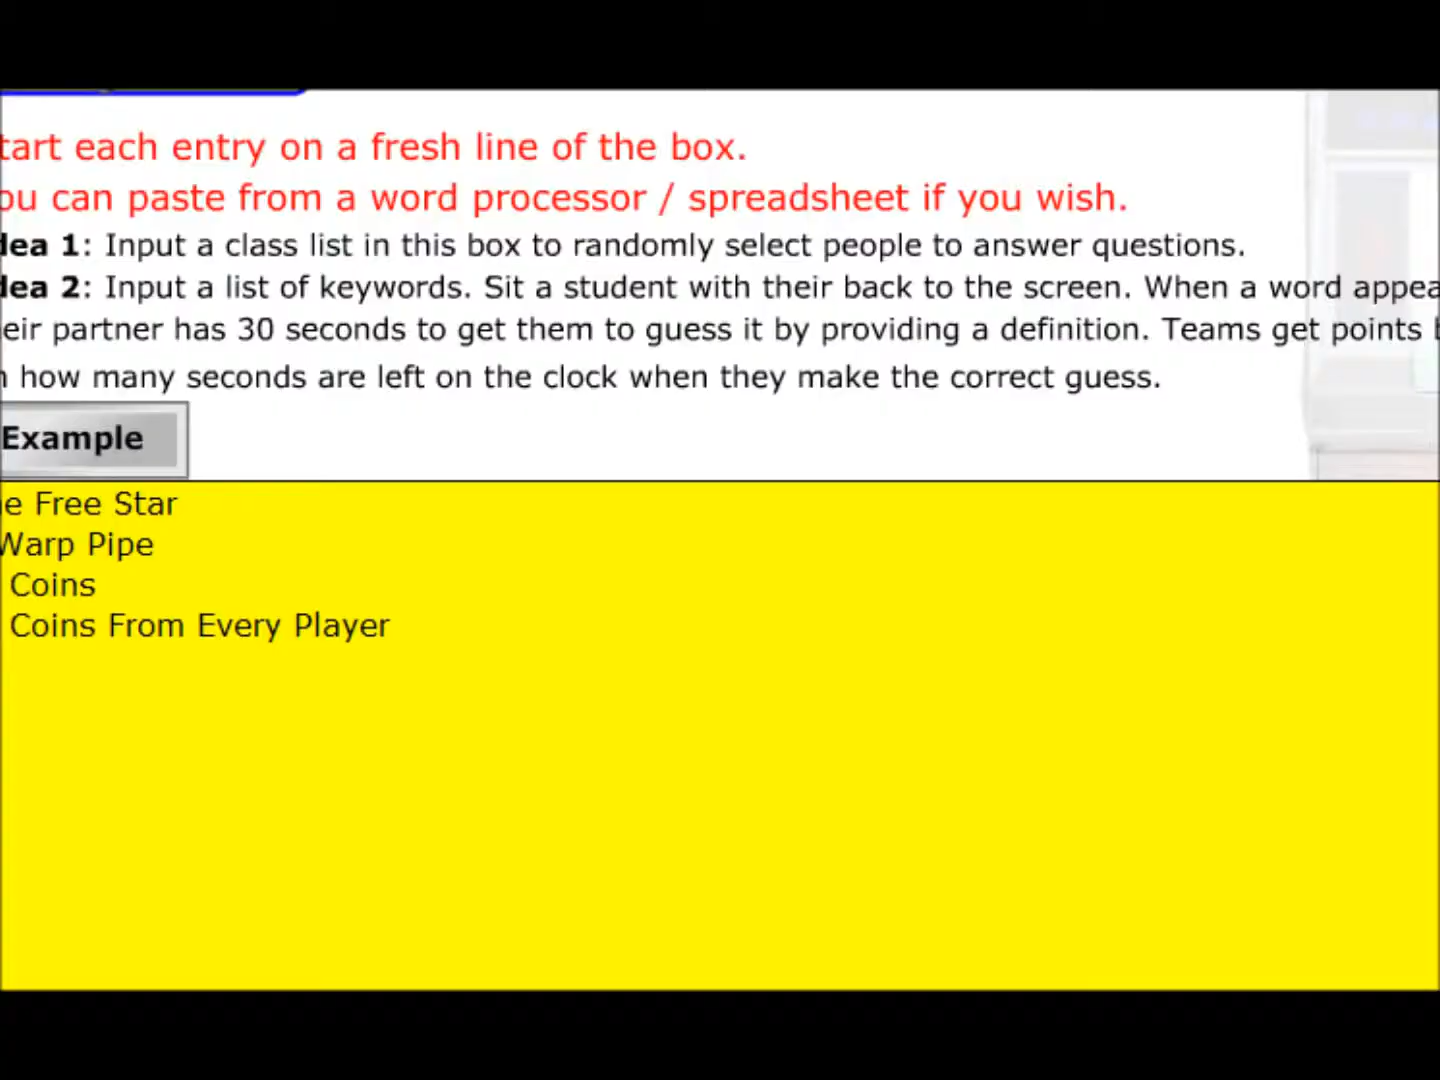 tart each entry on a fresh line of the box.
ou can paste from a word processor / spreadsheet if you wish.
dea 1: Input a class list in this box to randomly select people to answer questions.
dea 2: Input a list of keywords. Sit a student with their back to the screen. When a word appea
eir partner has 30 seconds to get them to guess it by providing a definition. Teams get points
how many seconds are left on the clock when they make the correct guess.
Example
e Free Star
Warp Pipe
Coins
Coins From Every Player